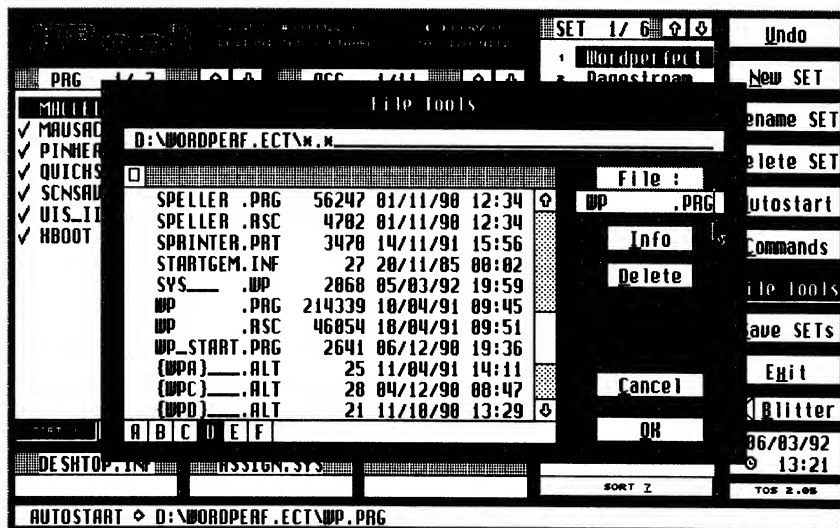 SET 1/ 6
Undo
1 Wordperfect
2 Pagestream
PRG 1/ 7
ACC 1/11
New SET
File Tools
MAUSAC
PINHEA
QUICKS
SCNSAV
VIS_II
HBOOT
D:\WORDPERF.ECT\*.*
ename SET
elete SET
File :
WP .PRG
utostart
SPELLER .PRG 56247 01/11/90 12:34
SPELLER .RSC 4702 01/11/90 12:34
SPRINTER.PRT 3470 14/11/91 15:56
STARTGEM.INF 27 20/11/85 00:02
SYS___ .WP 2068 05/03/92 19:59
WP .PRG 214339 10/04/91 09:45
WP .RSC 46054 10/04/91 09:51
WP_START.PRG 2641 06/12/90 19:36
{WPA}___.ALT 25 11/04/91 14:11
{WPC}___.ALT 28 04/12/90 08:47
{WPD}___.ALT 21 11/10/90 13:29
Info
Delete
Cancel
OK
Commands
ile Tools
ave SETs
Exit
Blitter
A B C D E F
06/03/92
13:21
DESKTOP.INF
ASSIGN.SYS
SORT ?
TOS 2.05
AUTOSTART D:\WORDPERF.ECT\WP.PRG